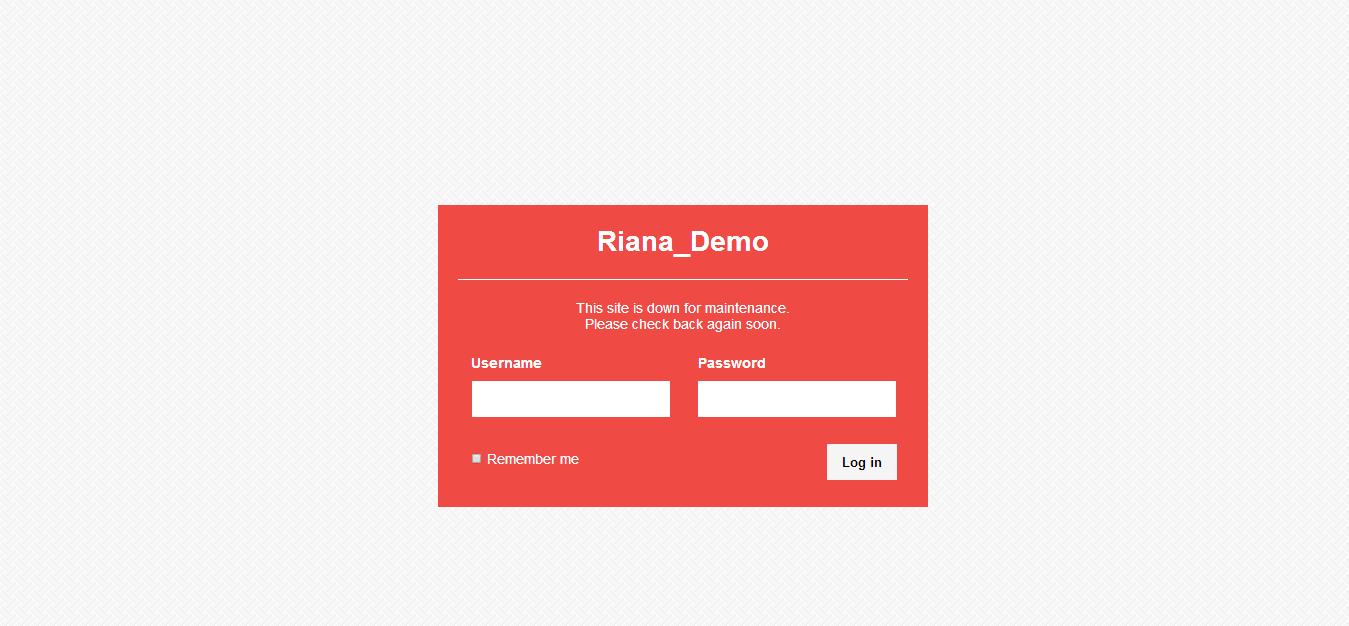 Riana_Demo
This site is down for maintenance.
Please check back again soon.
Username
Password
Remember me
Log in